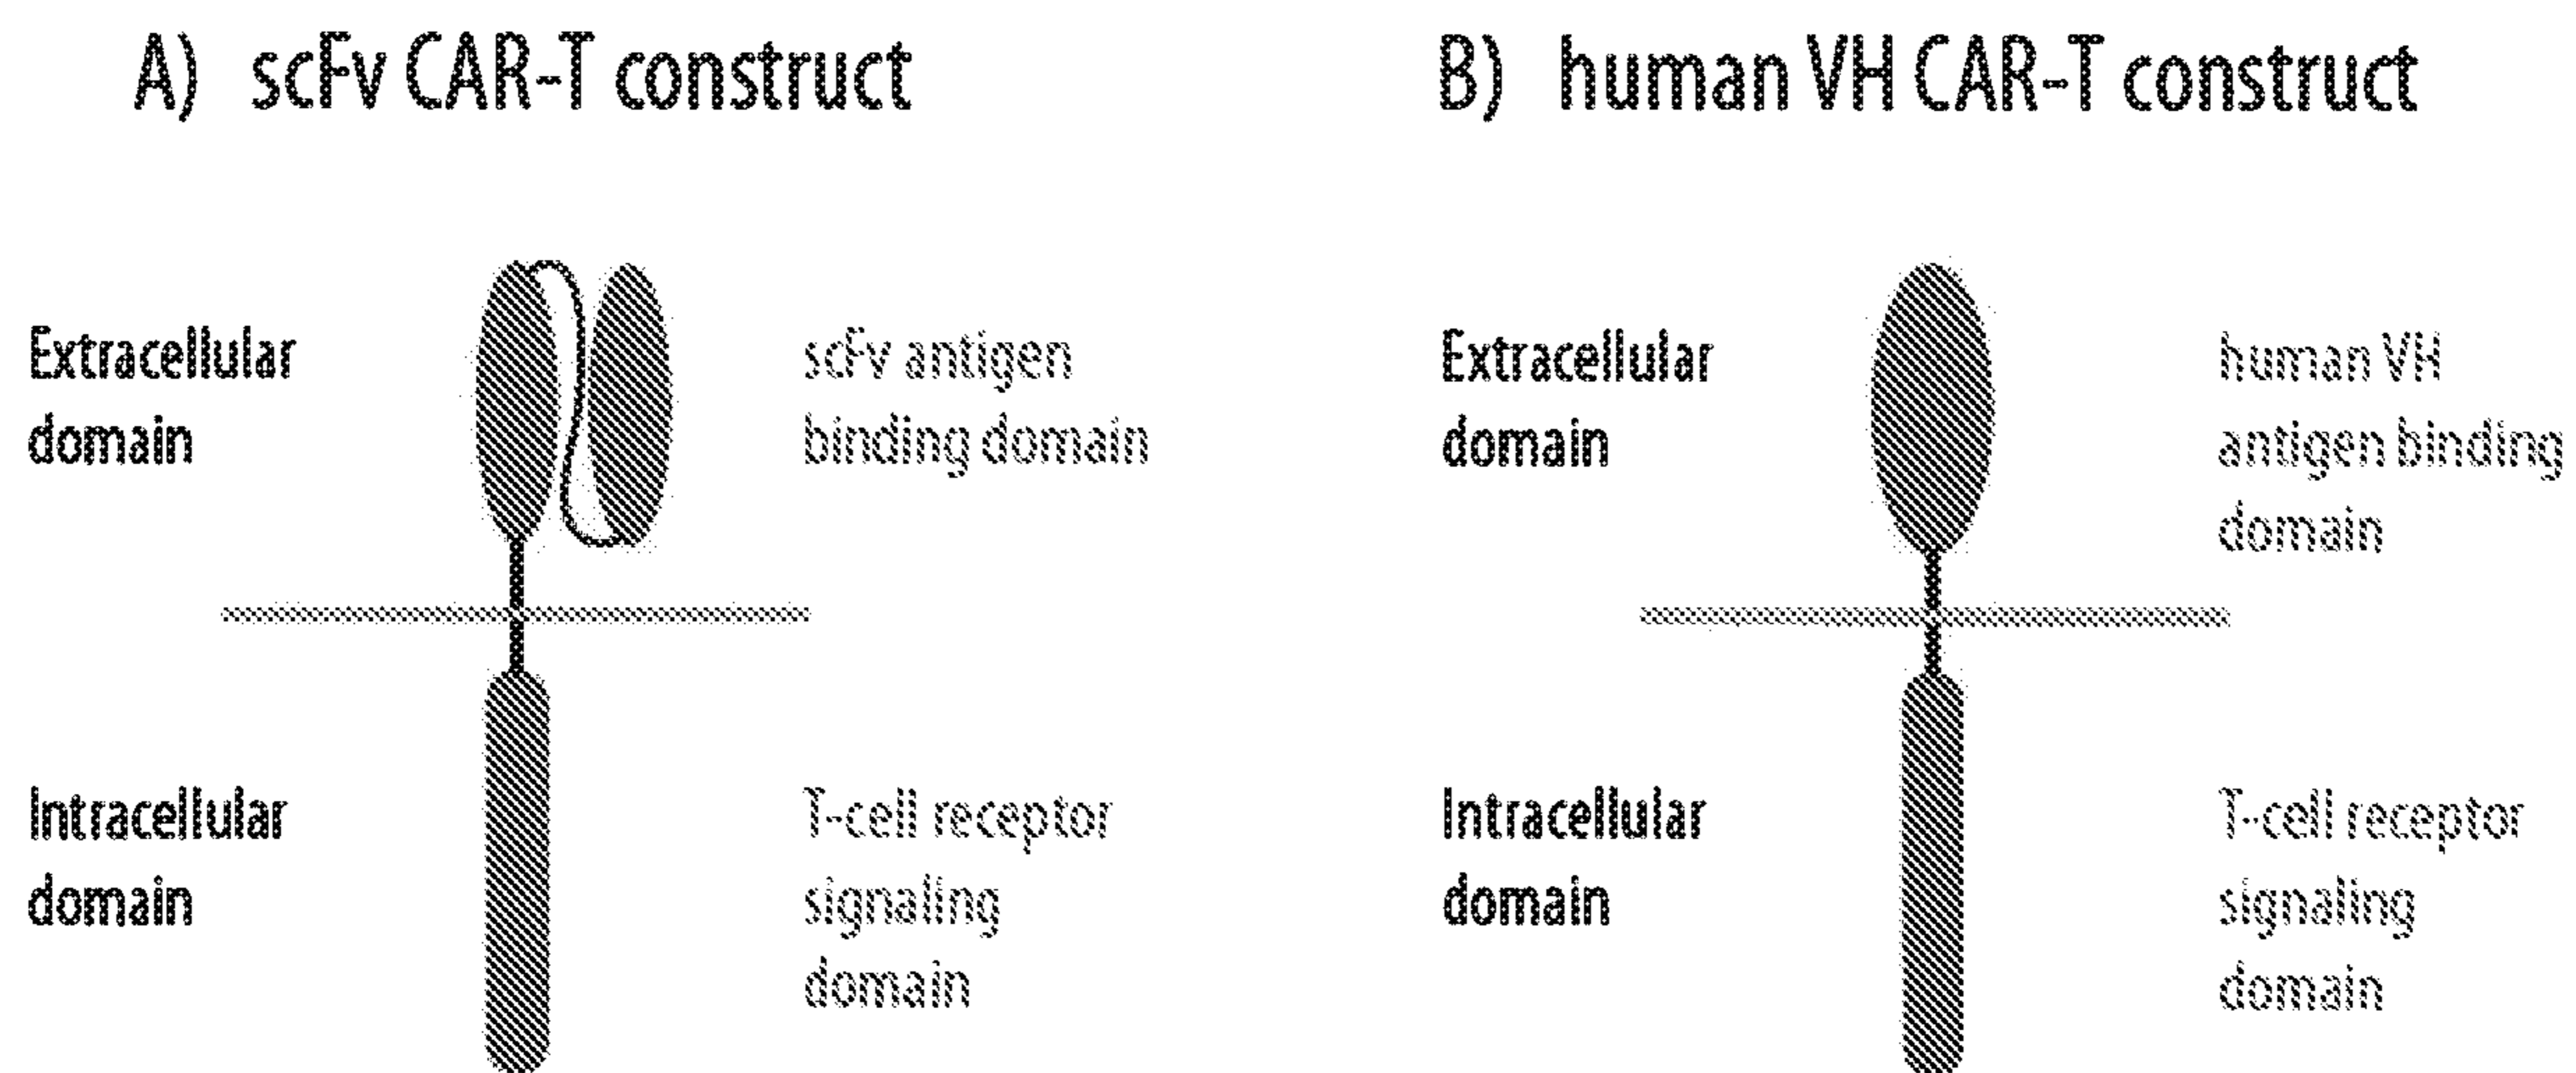 A) scFv CAR-T construct
Extracellular
domain
scFv antigen
binding domain
Intracellular
domain
T-cell receptor
signaling
domain
B) human VH CAR-T construct
Extracellular
domain
human VH
antigen binding
domain
Intracellular
domain
T-cell receptor
signaling
domain